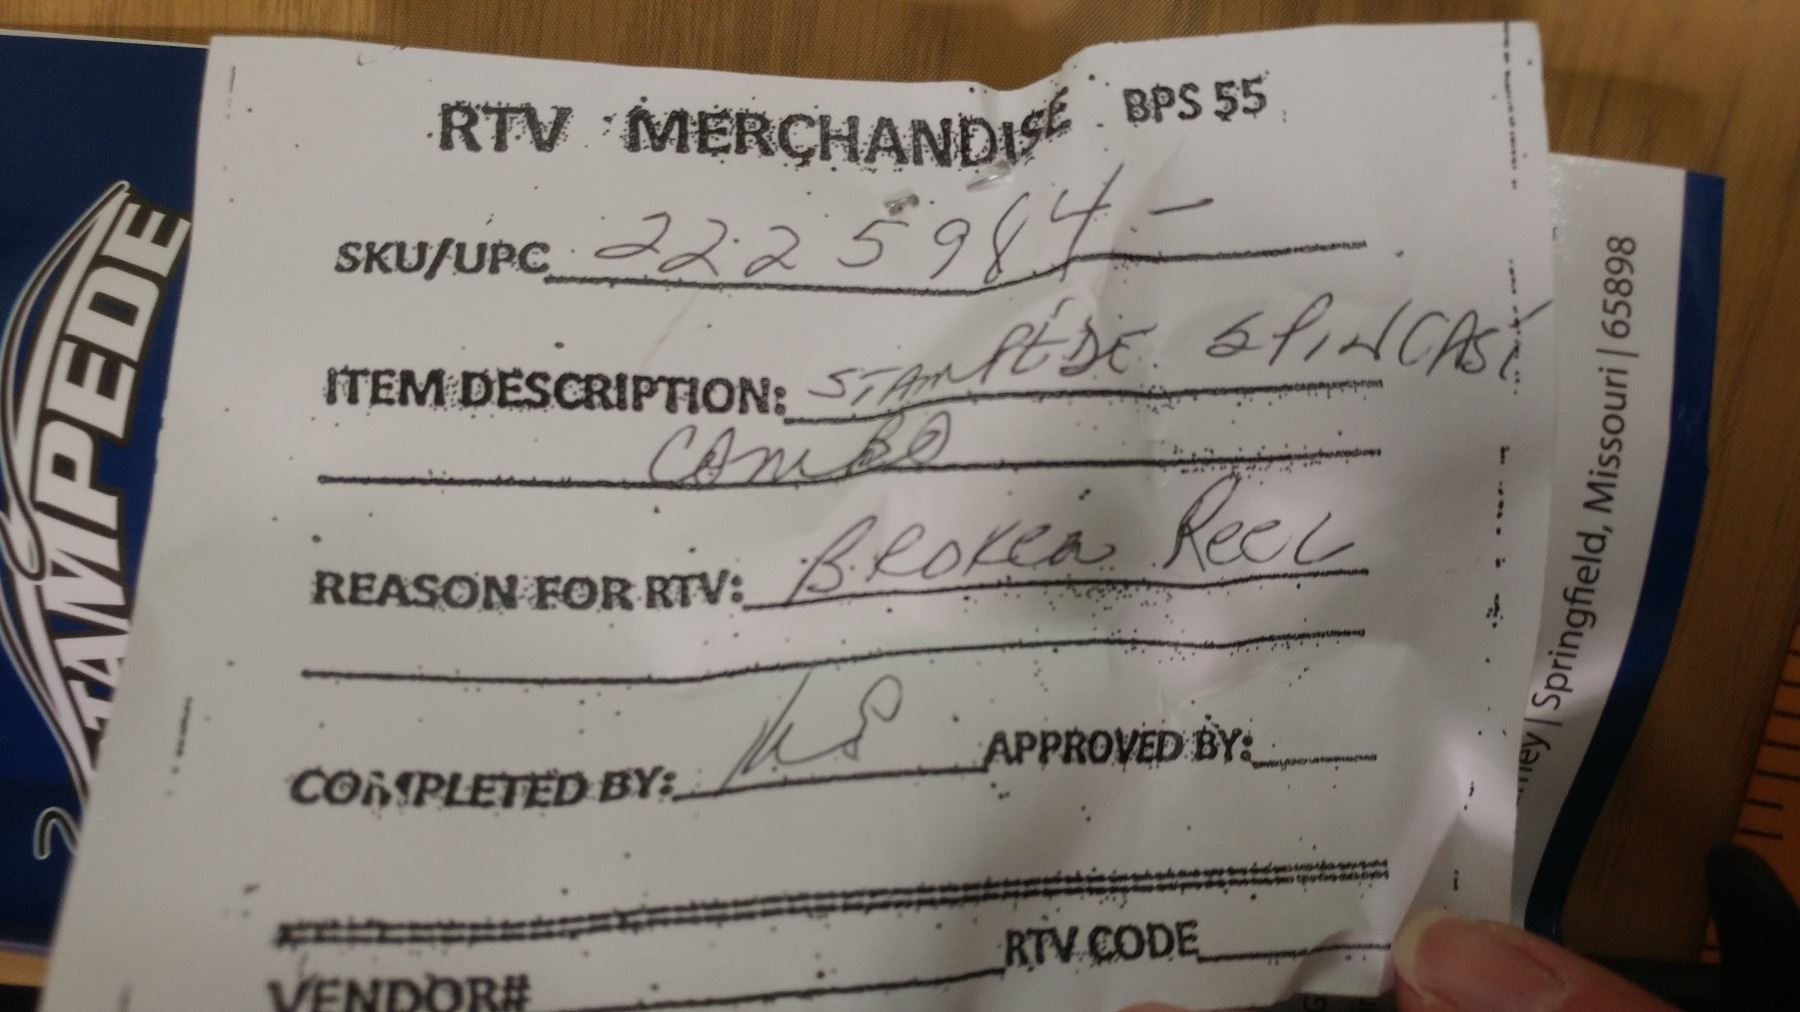 RTV MERCHANDISE BPS 55
SKU/UPC 2225984-
ITEM DESCRIPTION: STAMPEDE SPINCAST
COMBO
REASON FOR RTV: BROKEN REEL
COMPLETED BY: APPROVED BY:
RTV CODE
VENDOR#
STAMPEDE
Springfield, Missouri | 65898